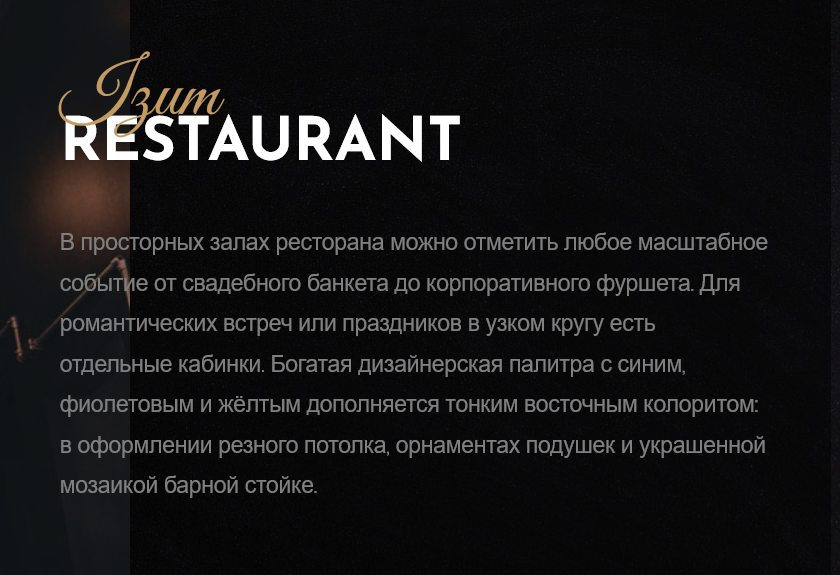 Izum
RESTAURANT
В просторных залах ресторана можно отметить любое масштабное
событие от свадебного банкета до корпоративного фуршета. Для
романтических встреч или праздников в узком кругу есть
отдельные кабинки. Богатая дизайнерская палитра с синим,
фиолетовым и жёлтым дополняется тонким восточным колоритом:
в оформлении резного потолка, орнаментах подушек и украшенной
мозаикой барной стойке.